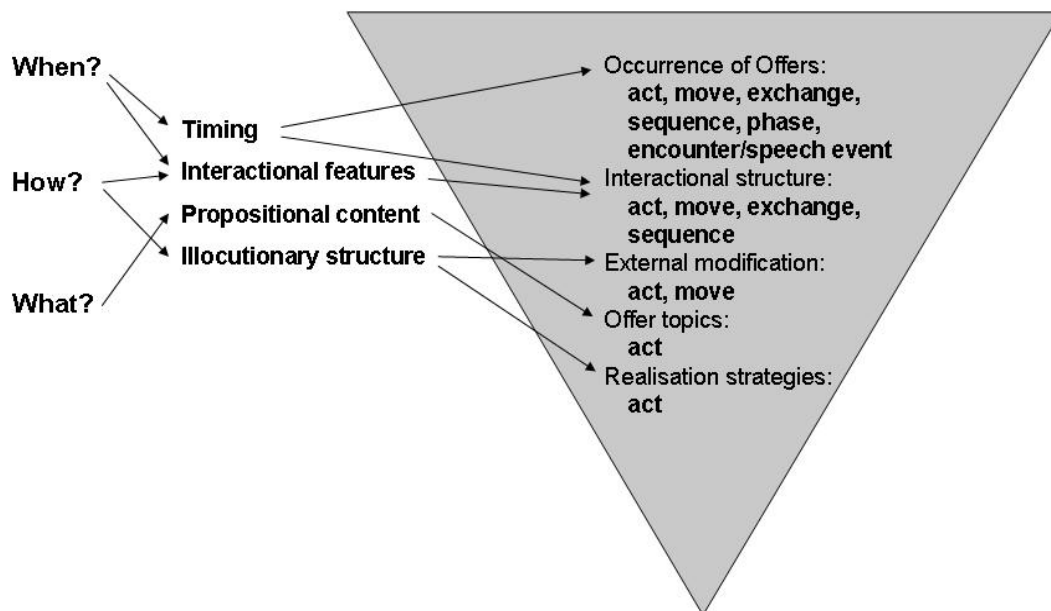 When?
How?
What?
Timing
Interactional features
Propositional content
Illocutionary structure
Occurrence of Offers:
act, move, exchange,
sequence, phase,
encounter/speech event
Interactional structure:
act, move, exchange,
sequence
External modification:
act, move
Offer topics:
act
Realisation strategies:
act